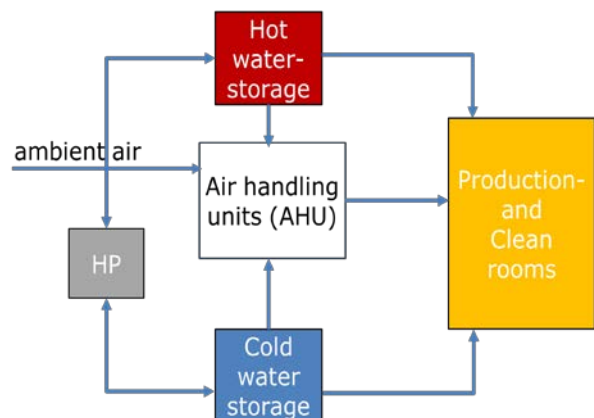 Hot
water-
storage
ambient air
Air handling
units (AHU)
Production-
and
Clean
rooms
HP
Cold
water
storage